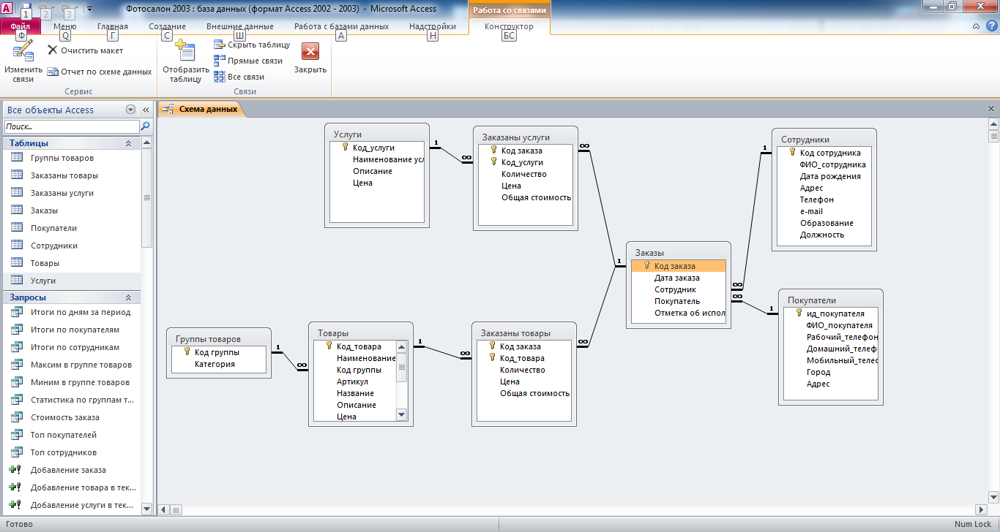 Фотосалон 2003 : база данных (формат Access 2002 - 2003) - Microsoft Access
Работа со связями
1 2 3
Файл Меню Главная Создание Внешние данные Работа с базами данных Надстройки Конструктор
Ф Q Г С Ш А Н БС
Изменить связи
Очистить макет
Отчет по схеме данных
Сервис
Отобразить таблицу
Скрыть таблицу
Прямые связи
Все связи
Связи
Закрыть
Все объекты Access
Поиск...
Таблицы
Группы товаров
Заказаны товары
Заказаны услуги
Заказы
Покупатели
Сотрудники
Товары
Услуги
Запросы
Итоги по дням за период
Итоги по покупателям
Итоги по сотрудникам
Максим в группе товаров
Миним в группе товаров
Статистика по группам т...
Стоимость заказа
Топ покупателей
Топ сотрудников
Добавление заказа
Добавление товара в тек...
Добавление услуги в тек...
Схема данных
Услуги
Код_услуги
Наименование усл
Описание
Цена
1 ∞
Заказаны услуги
Код заказа
Код_услуги
Количество
Цена
Общая стоимость
∞ 1
Сотрудники
Код сотрудника
ФИО_сотрудника
Дата рождения
Адрес
Телефон
e-mail
Образование
Должность
1 ∞
Заказы
Код заказа
Дата заказа
Сотрудник
Покупатель
Отметка об испол
∞ 1
Покупатели
ид_покупателя
ФИО_покупателя
Рабочий_телефон
Домашний_телеф
Мобильный_телес
Город
Адрес
Группы товаров
Код группы
Категория
1 ∞
Товары
Код_товара
Наименование
Код группы
Артикул
Название
Описание
Цена
1 ∞
Заказаны товары
Код заказа
Код_товара
Количество
Цена
Общая стоимость
∞
Готово
Num Lock